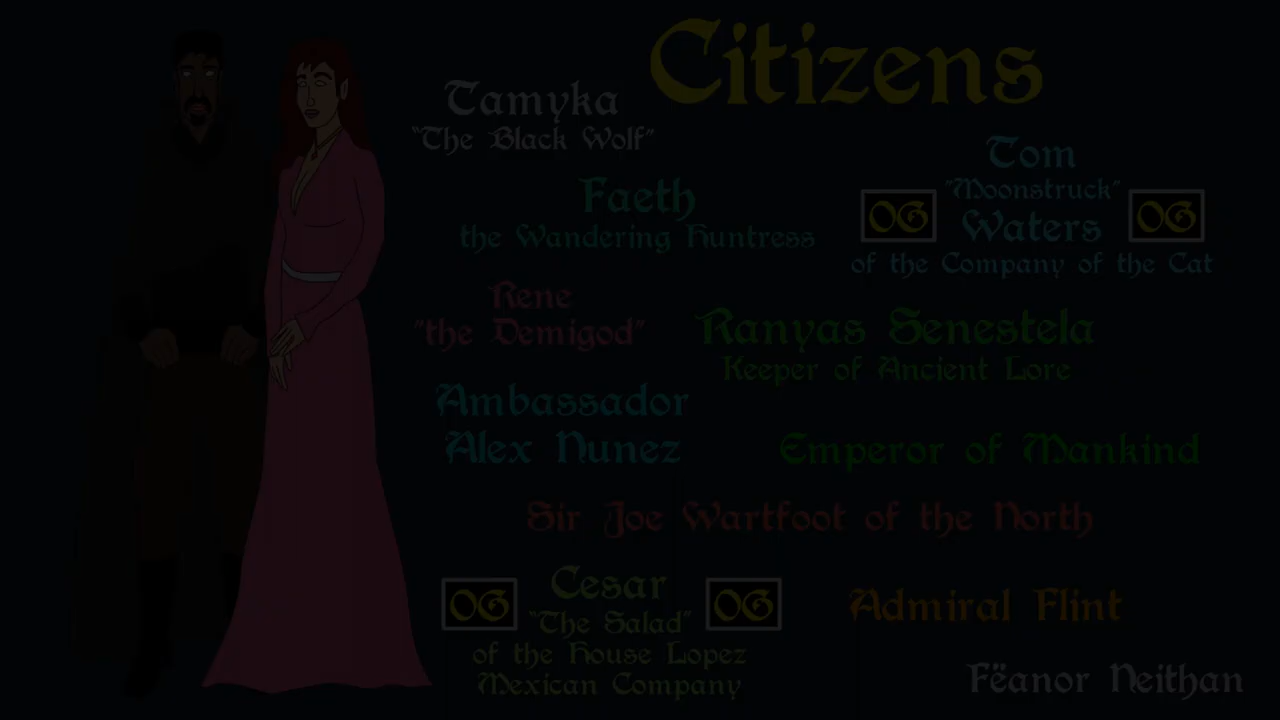 Citizens
Tamyka
"The Black Wolf"
Tom
"Moonstruck"
OG Waters OG
of the Company of the Cat
Faeth
the Wandering Huntress
Rene
"the Demigod"
Ranyas Senestela
Keeper of Ancient Lore
Ambassador
Alex Nunez
Emperor of Mankind
Sir Joe Wartfoot of the North
Cesar
OG "The Salad" OG
of the House Lopez
Mexican Company
Admiral Flint
Fëanor Neithan